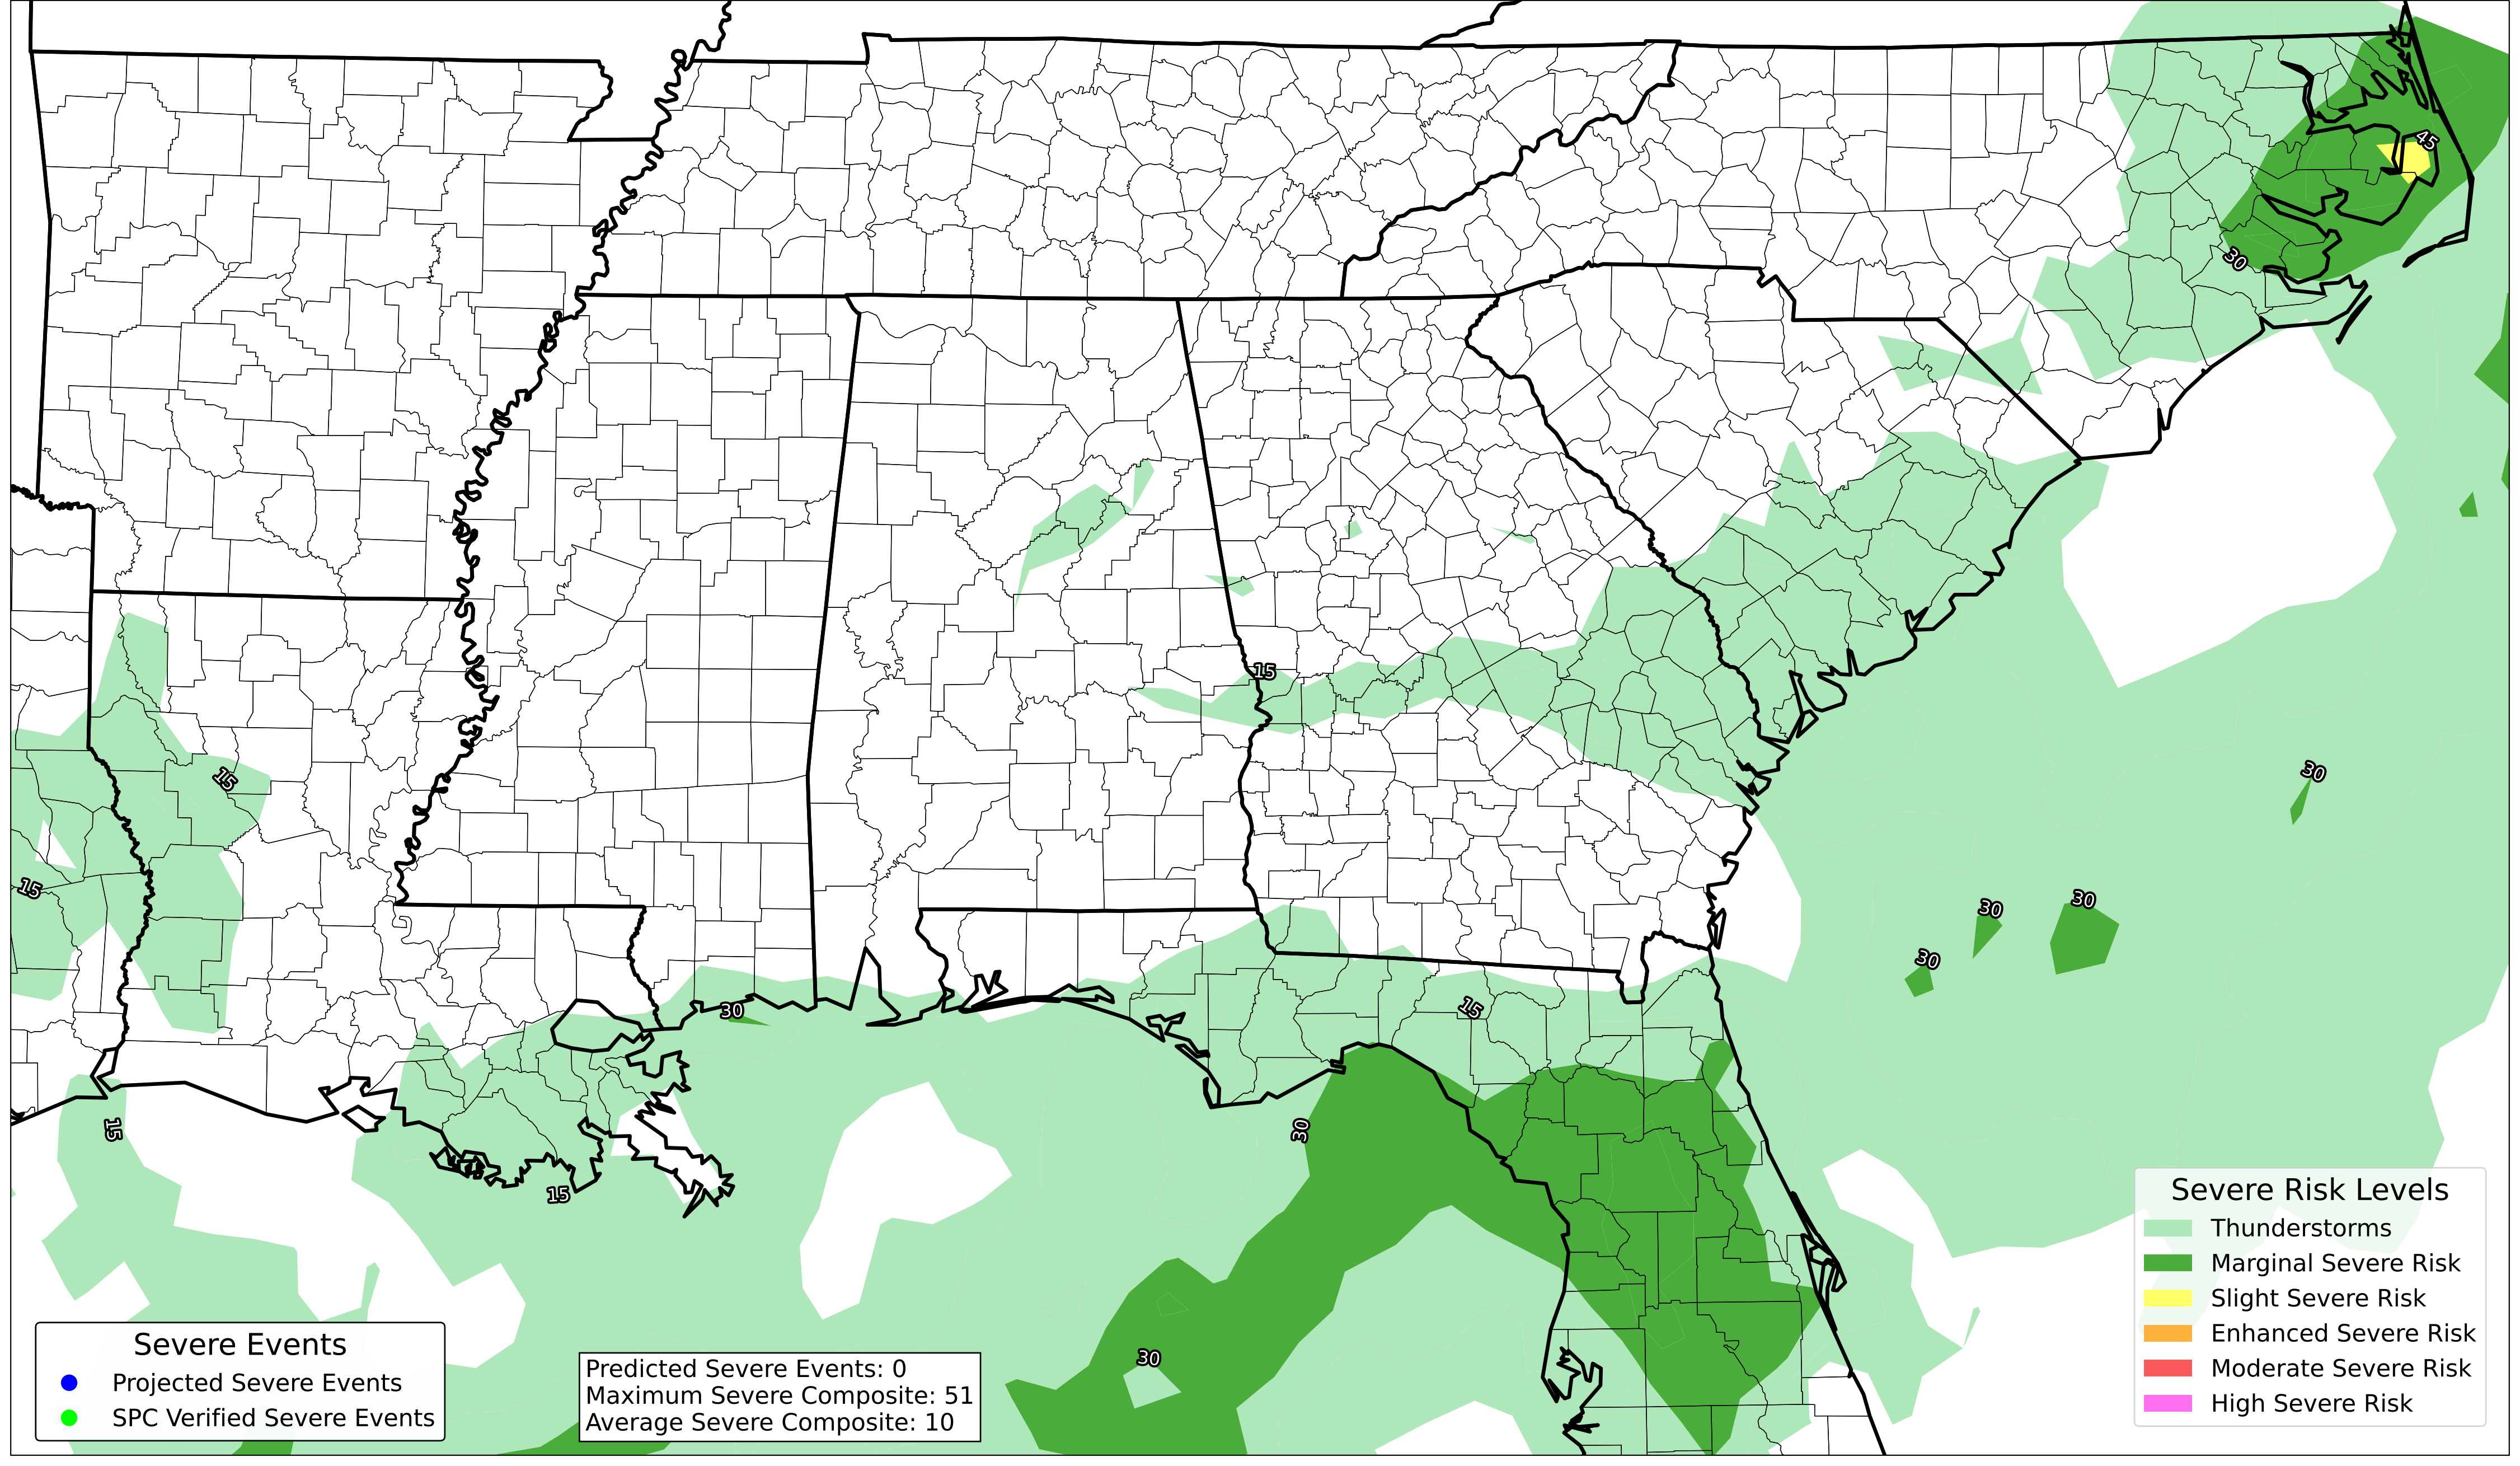 45
30
15
15
30
15
30
30
30
15
30
15
30
15
30
Severe Risk Levels
Thunderstorms
Marginal Severe Risk
Slight Severe Risk
Enhanced Severe Risk
Moderate Severe Risk
High Severe Risk
Severe Events
Projected Severe Events
SPC Verified Severe Events
Predicted Severe Events: 0
Maximum Severe Composite: 51
Average Severe Composite: 10